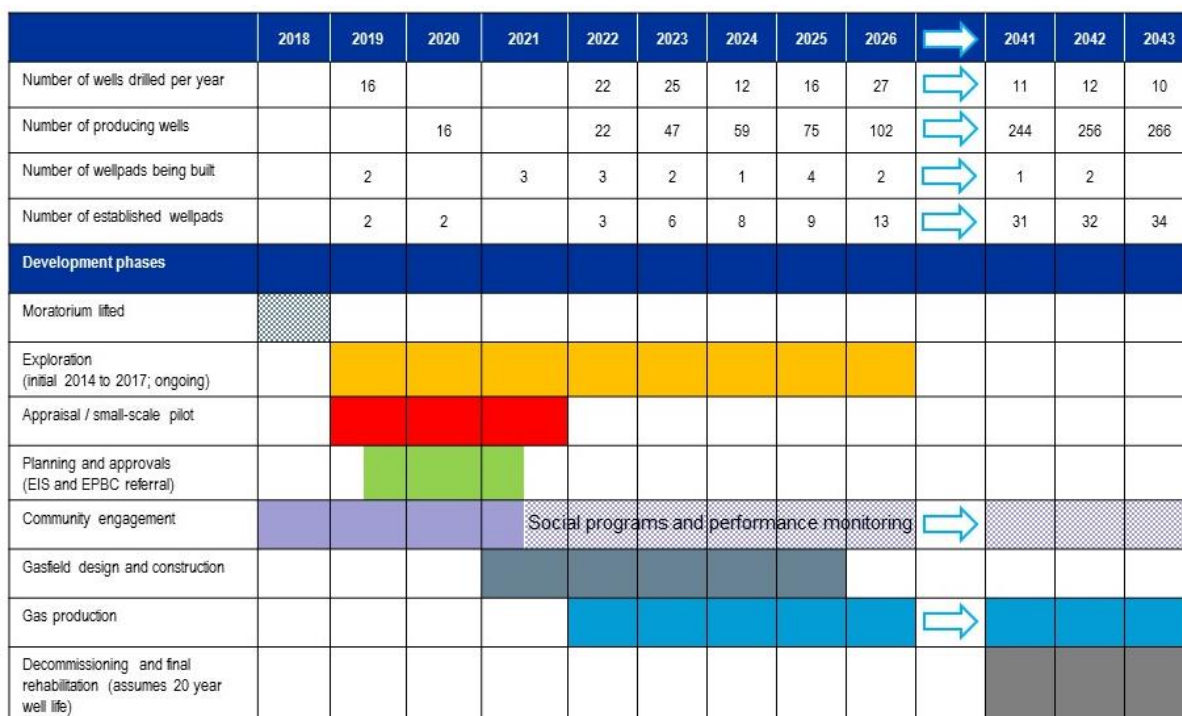 2018 2019 2020 2021 2022 2023 2024 2025 2026 2041 2042 2043
Number of wells drilled per year 16 22 25 12 16 27 11 12 10
Number of producing wells 16 22 47 59 75 102 244 256 266
Number of wellpads being built 2 3 3 2 1 4 2 1 2
Number of established wellpads 2 2 3 6 8 9 13 31 32 34
Development phases
Moratorium lifted
Exploration
(initial 2014 to 2017; ongoing)
Appraisal / small-scale pilot
Planning and approvals
(EIS and EPBC referral)
Community engagement Social programs and performance monitoring
Gasfield design and construction
Gas production
Decommissioning and final
rehabilitation (assumes 20 year
well life)